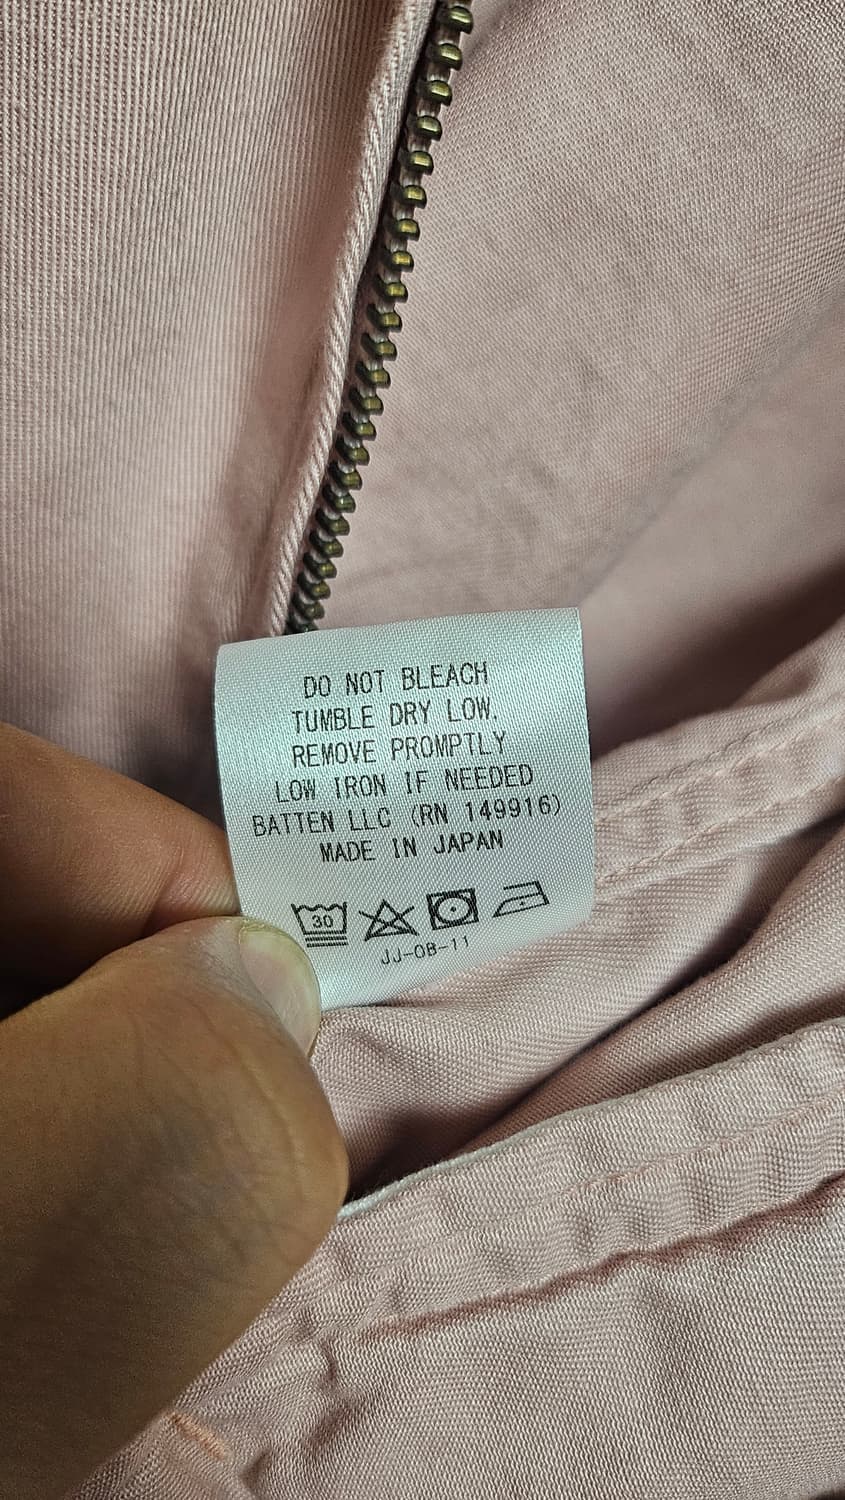 DO NOT BLEACH
TUMBLE DRY LOW.
REMOVE PROMPTLY
LOW IRON IF NEEDED
BATTEN LLC (RN 149916)
MADE IN JAPAN
30
JJ-OB-11